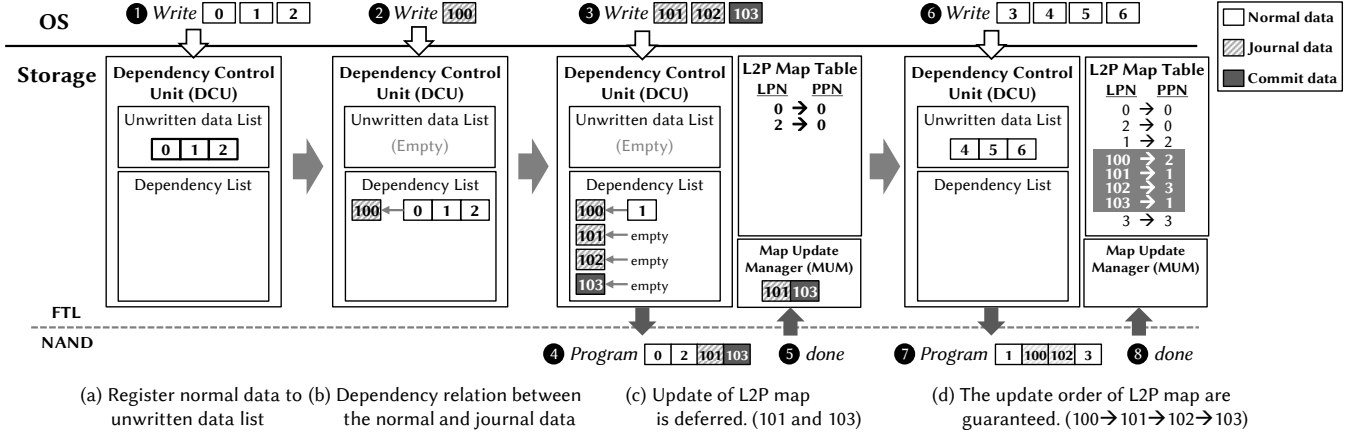 OS
❶ Write 0 1 2
❷ Write 100
❸ Write 101 102 103
❻ Write 3 4 5 6
Normal data
Journal data
Commit data
Storage
Dependency Control
Unit (DCU)
Unwritten data List
0 1 2
Dependency List
Dependency Control
Unit (DCU)
Unwritten data List
(Empty)
Dependency List
100 0 1 2
Dependency Control
Unit (DCU)
Unwritten data List
(Empty)
Dependency List
100 1
101 empty
102 empty
103 empty
L2P Map Table
LPN PPN
0 → 0
2 → 0
Map Update
Manager (MUM)
101 103
Dependency Control
Unit (DCU)
Unwritten data List
4 5 6
Dependency List
L2P Map Table
LPN PPN
0 → 0
2 → 0
1 → 2
100 → 2
101 → 1
102 → 3
103 → 1
3 → 3
Map Update
Manager (MUM)
FTL
NAND
❹ Program 0 2 101 103
❺ done
❼ Program 1 100 102 3
❽ done
(a) Register normal data to
unwritten data list
(b) Dependency relation between
the normal and journal data
(c) Update of L2P map
is deferred. (101 and 103)
(d) The update order of L2P map are
guaranteed. (100→101→102→103)